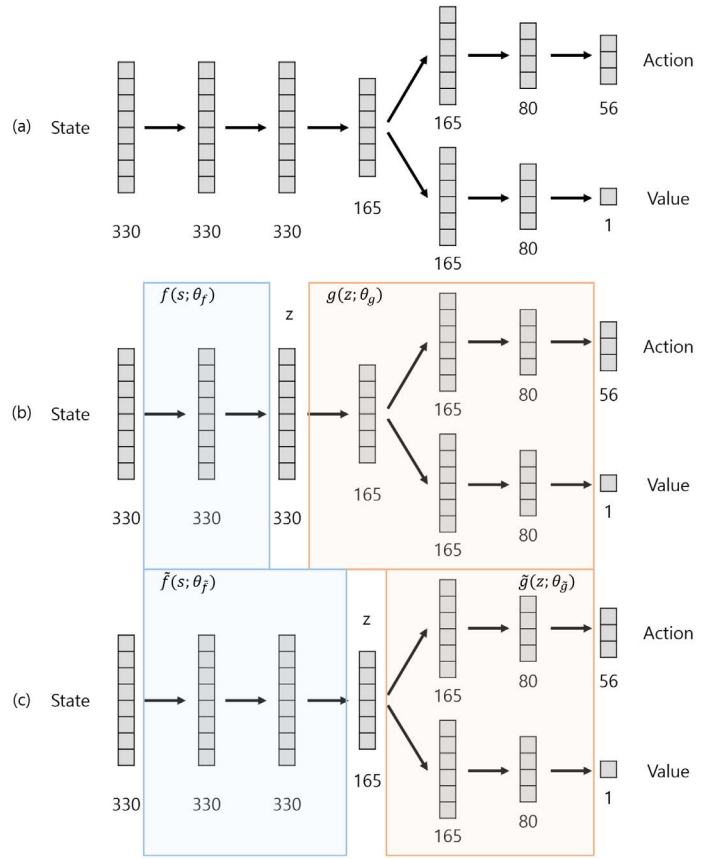 (a) State 330 330 330 165
165 80 56 Action
165 80 1 Value
f(s; θ_f) z g(z; θ_g)
(b) State 330 330 330 165
165 80 56 Action
165 80 1 Value
f̃(s; θ_f̃) z g̃(z; θ_g̃)
(c) State 330 330 330 165
165 80 56 Action
165 80 1 Value